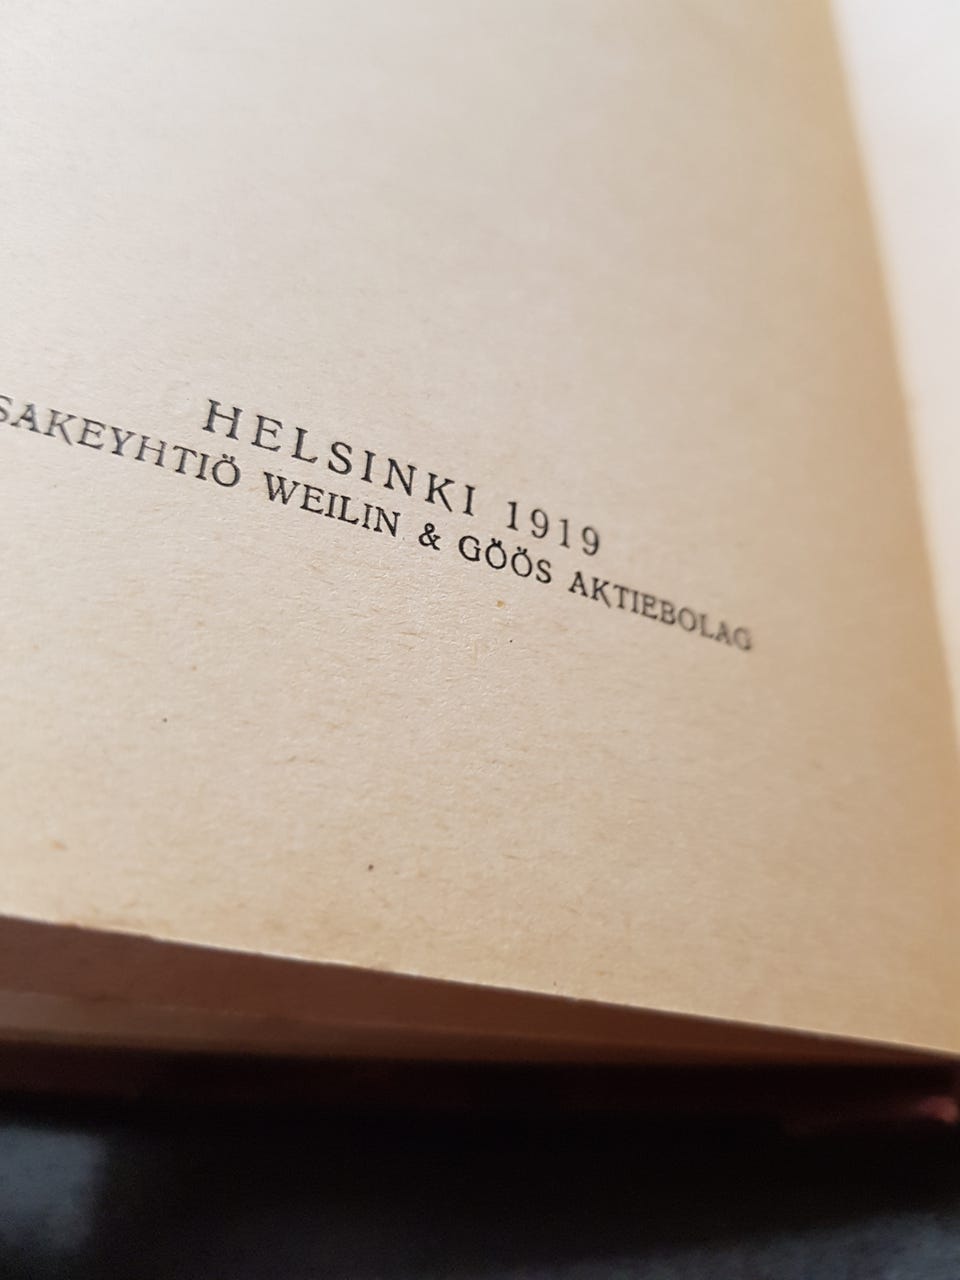 HELSINKI 1919
SAKEYHTIÖ WEILIN & GÖÖS AKTIEBOLAG